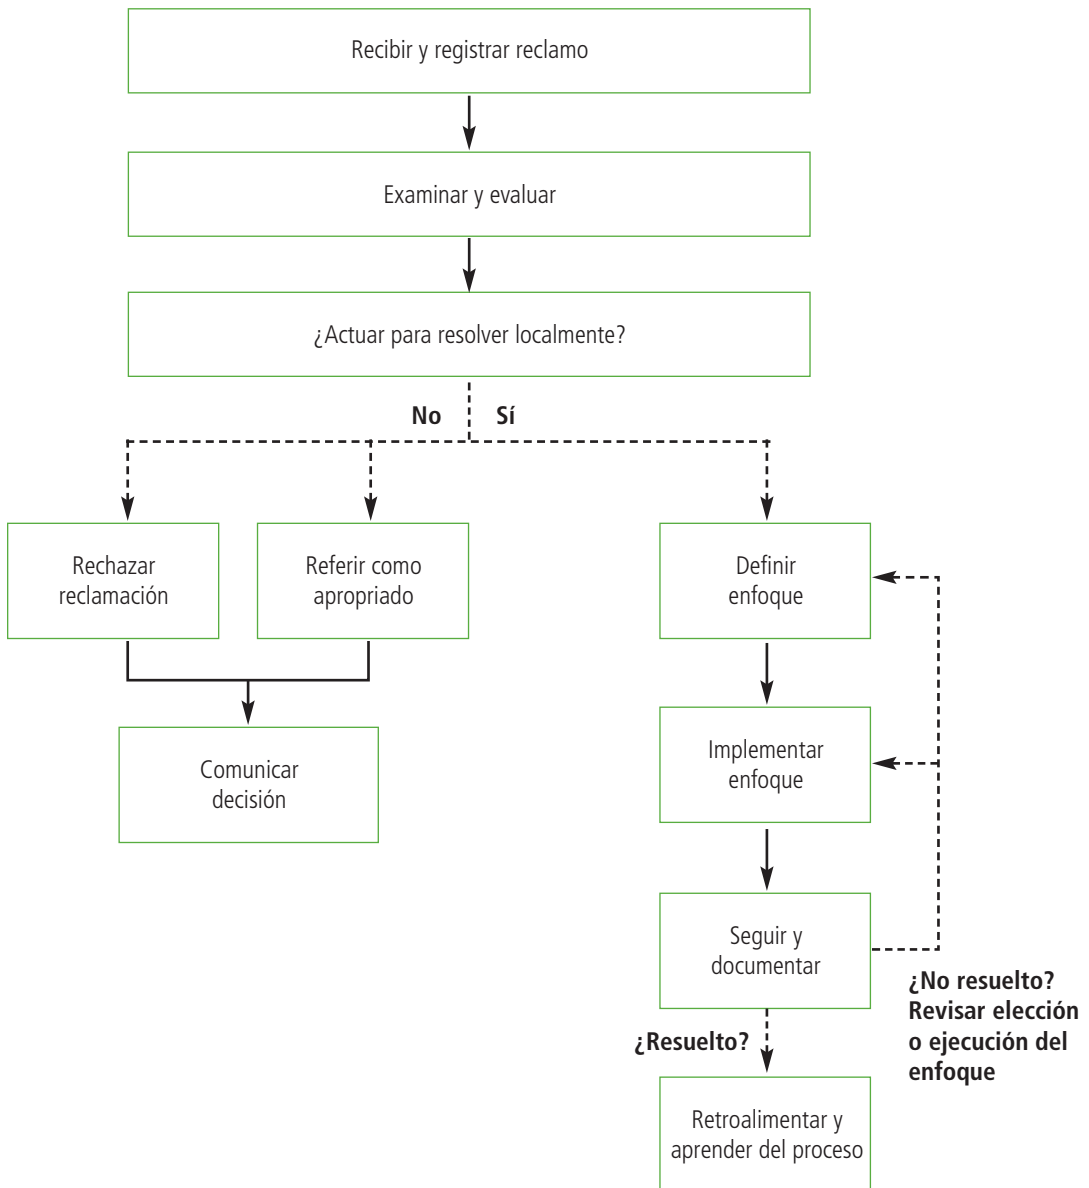 Recibir y registrar reclamo
Examinar y evaluar
¿Actuar para resolver localmente?
No
Sí
Rechazar
reclamación
Referir como
apropiado
Definir
enfoque
Comunicar
decisión
Implementar
enfoque
Seguir y
documentar
¿No resuelto?
Revisar elección
o ejecución del
enfoque
¿Resuelto?
Retroalimentar y
aprender del proceso